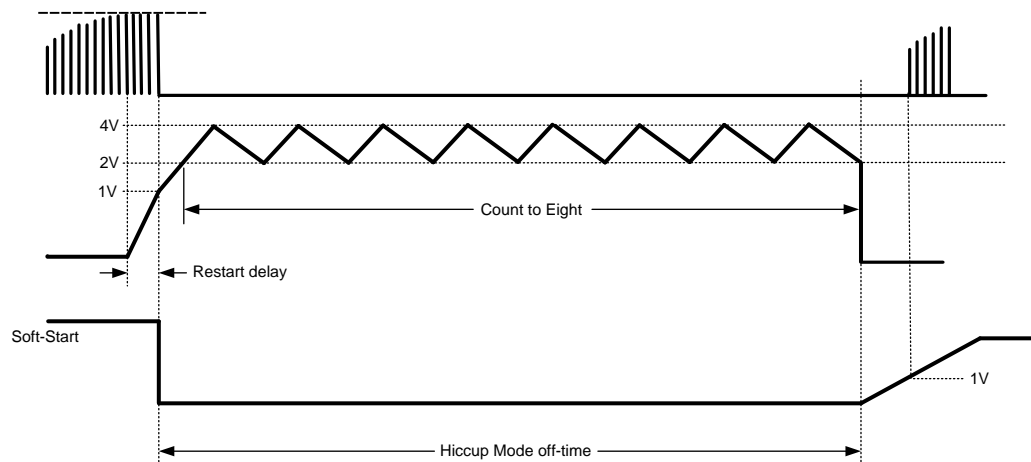 4V
2V
1V
Count to Eight
Restart delay
Soft-Start
1V
Hiccup Mode off-time